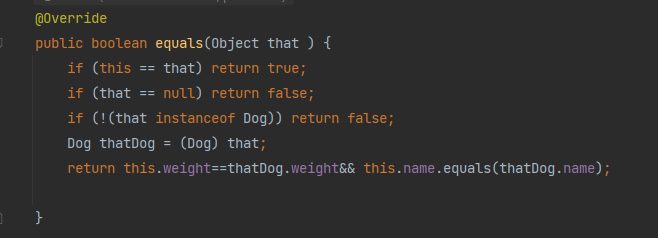 @Override
public boolean equals(Object that ) {
if (this == that) return true;
if (that == null) return false;
if (!(that instanceof Dog)) return false;
Dog thatDog = (Dog) that;
return this.weight==thatDog.weight&& this.name.equals(thatDog.name);
}